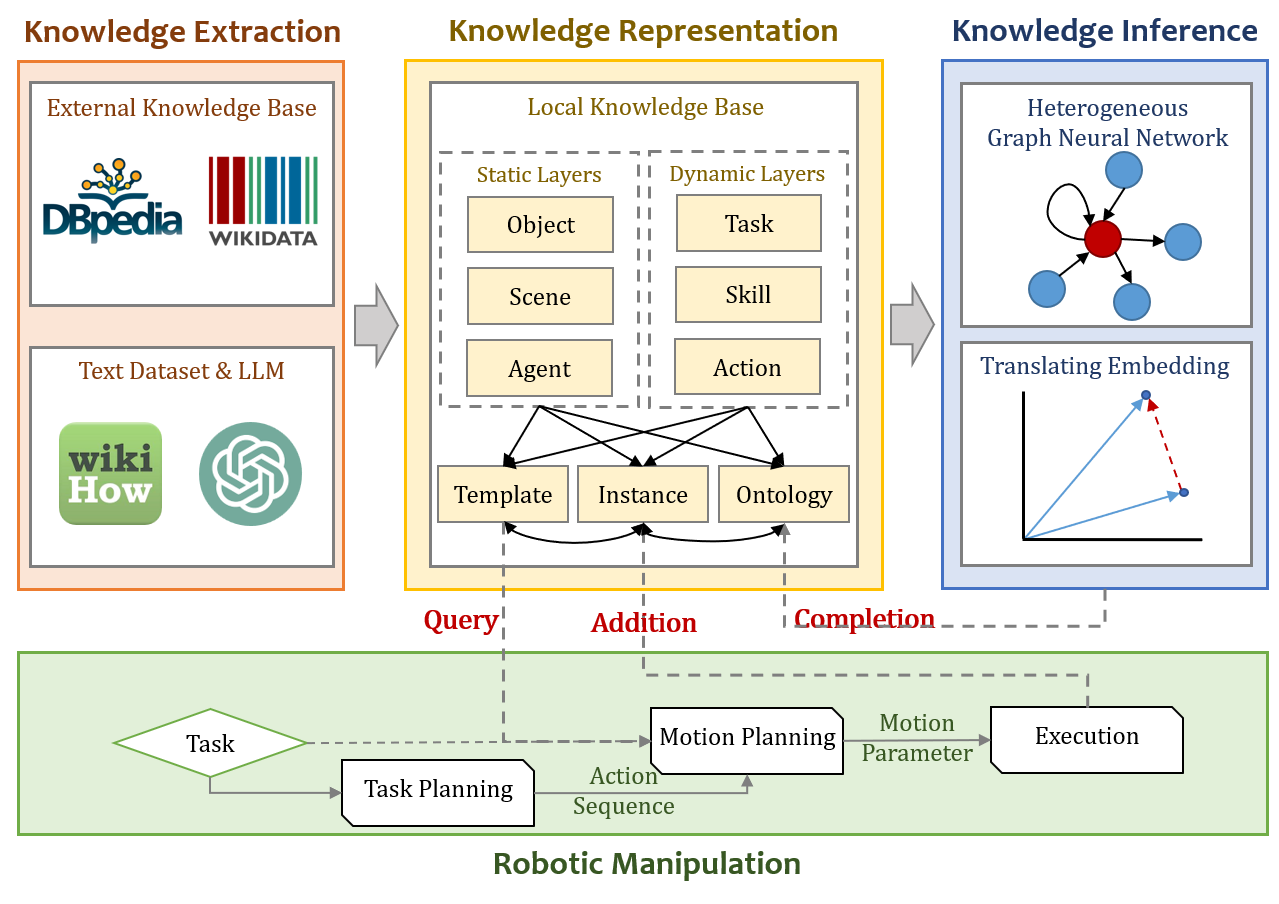 Knowledge Extraction
External Knowledge Base
DBpedia
WIKIDATA
Text Dataset & LLM
wiki
How
Knowledge Representation
Local Knowledge Base
Static Layers
Object
Scene
Agent
Dynamic Layers
Task
Skill
Action
Template
Instance
Ontology
Knowledge Inference
Heterogeneous
Graph Neural Network
Translating Embedding
Query
Addition
Completion
Task
Task Planning
Action
Sequence
Motion Planning
Motion
Parameter
Execution
Robotic Manipulation